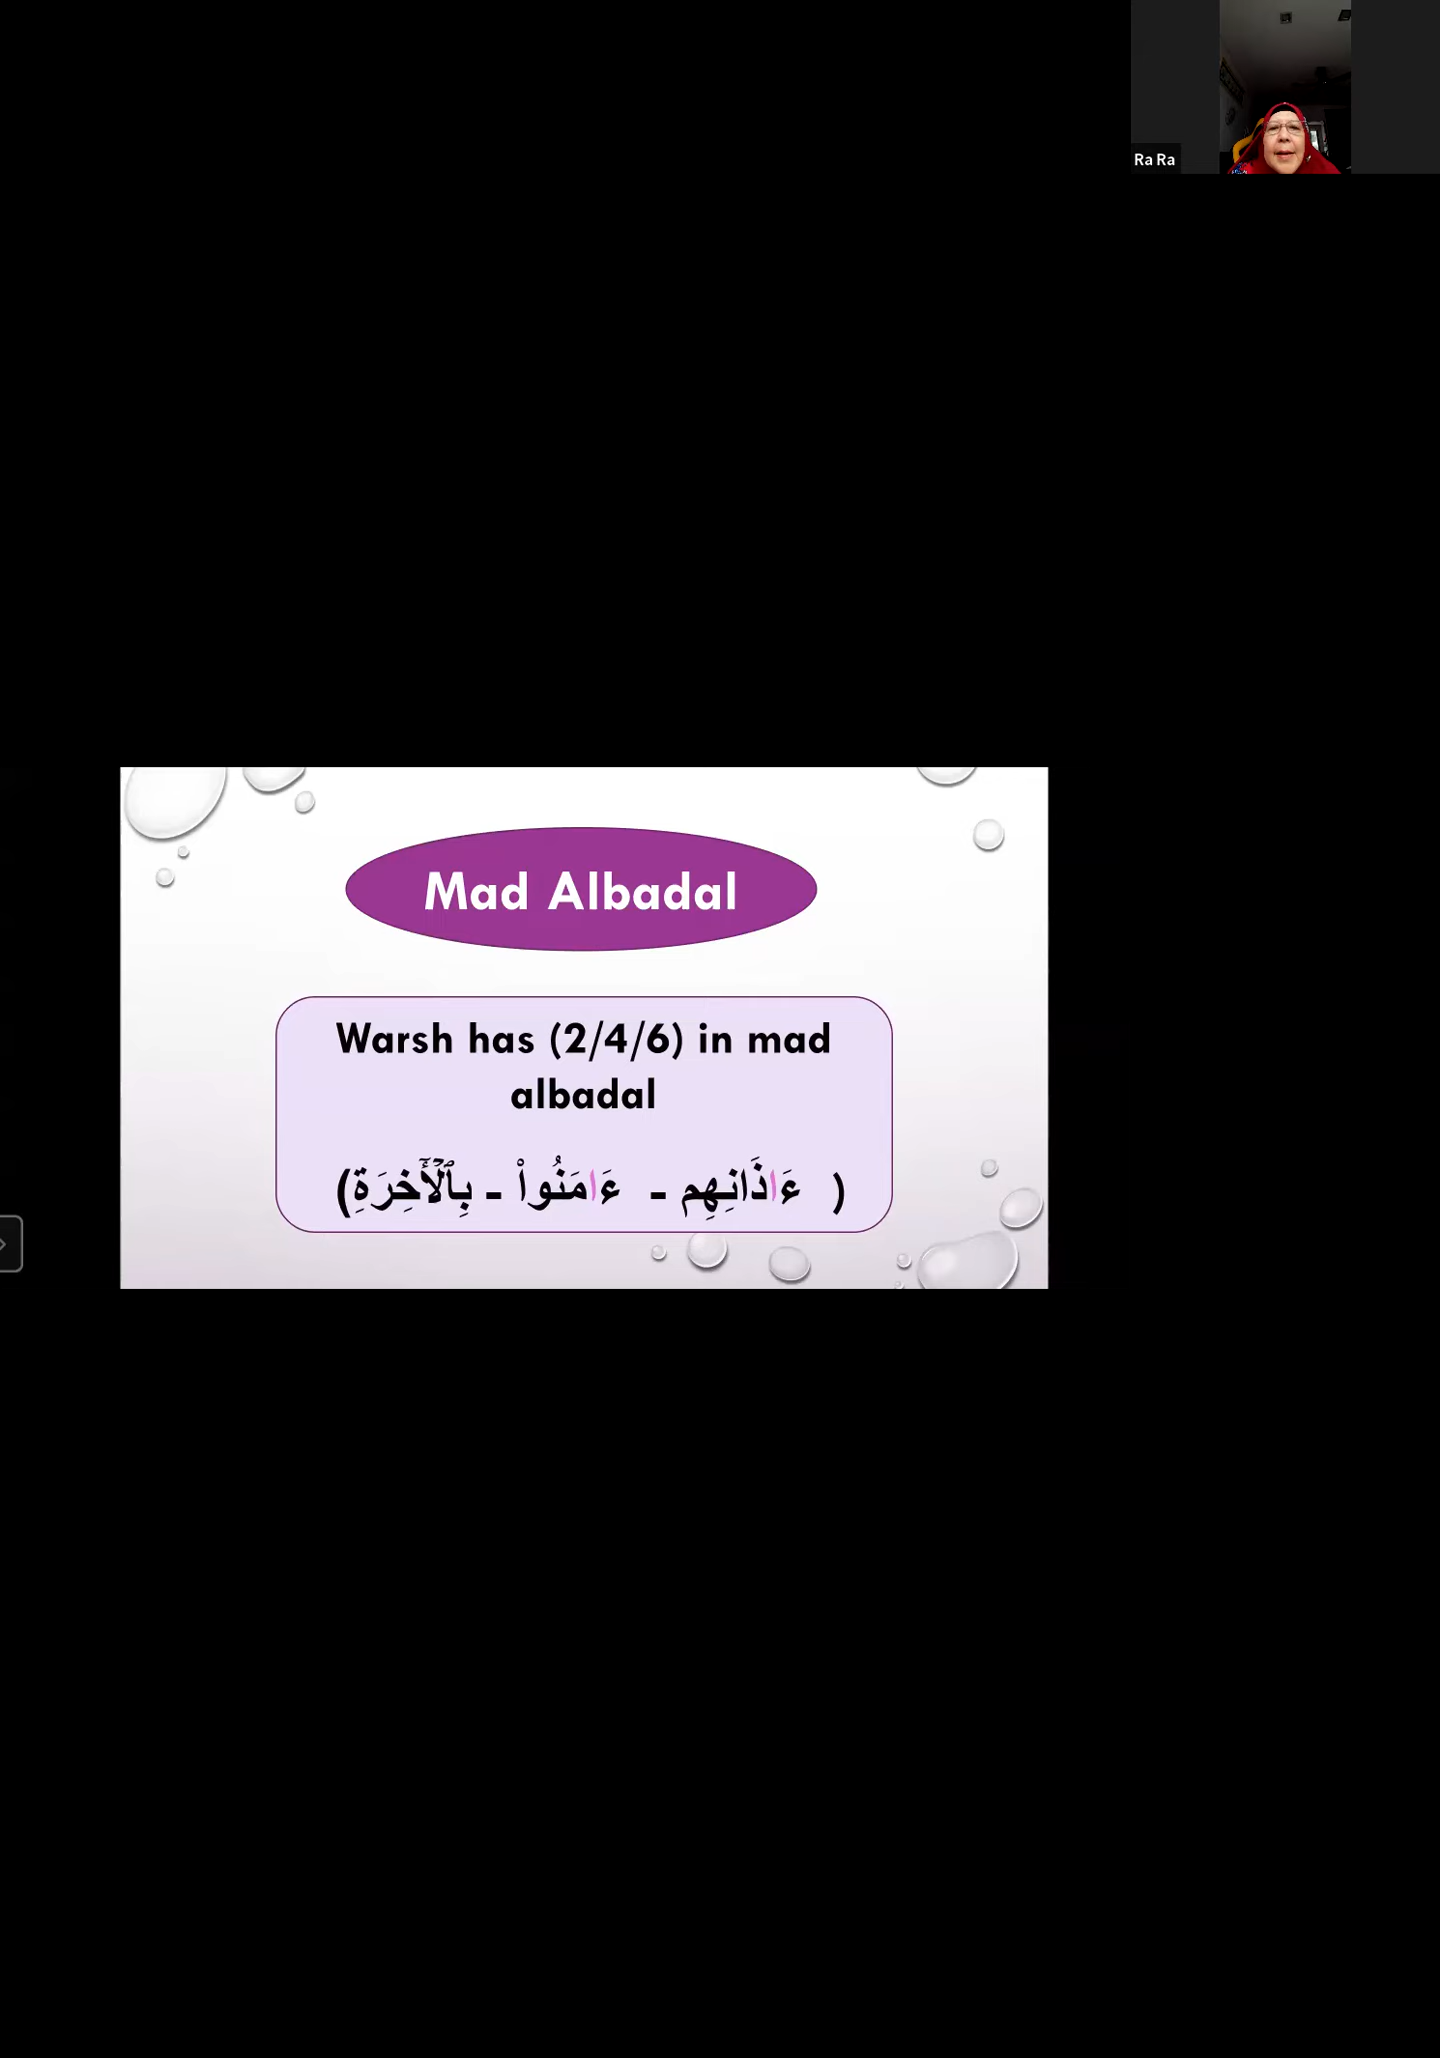 Ra Ra
Mad Albadal
Warsh has (2/4/6) in mad
albadal
( ءَاذَانِهِم - ءَامَنُواْ - بِٱلۡأٓخِرَةِ)